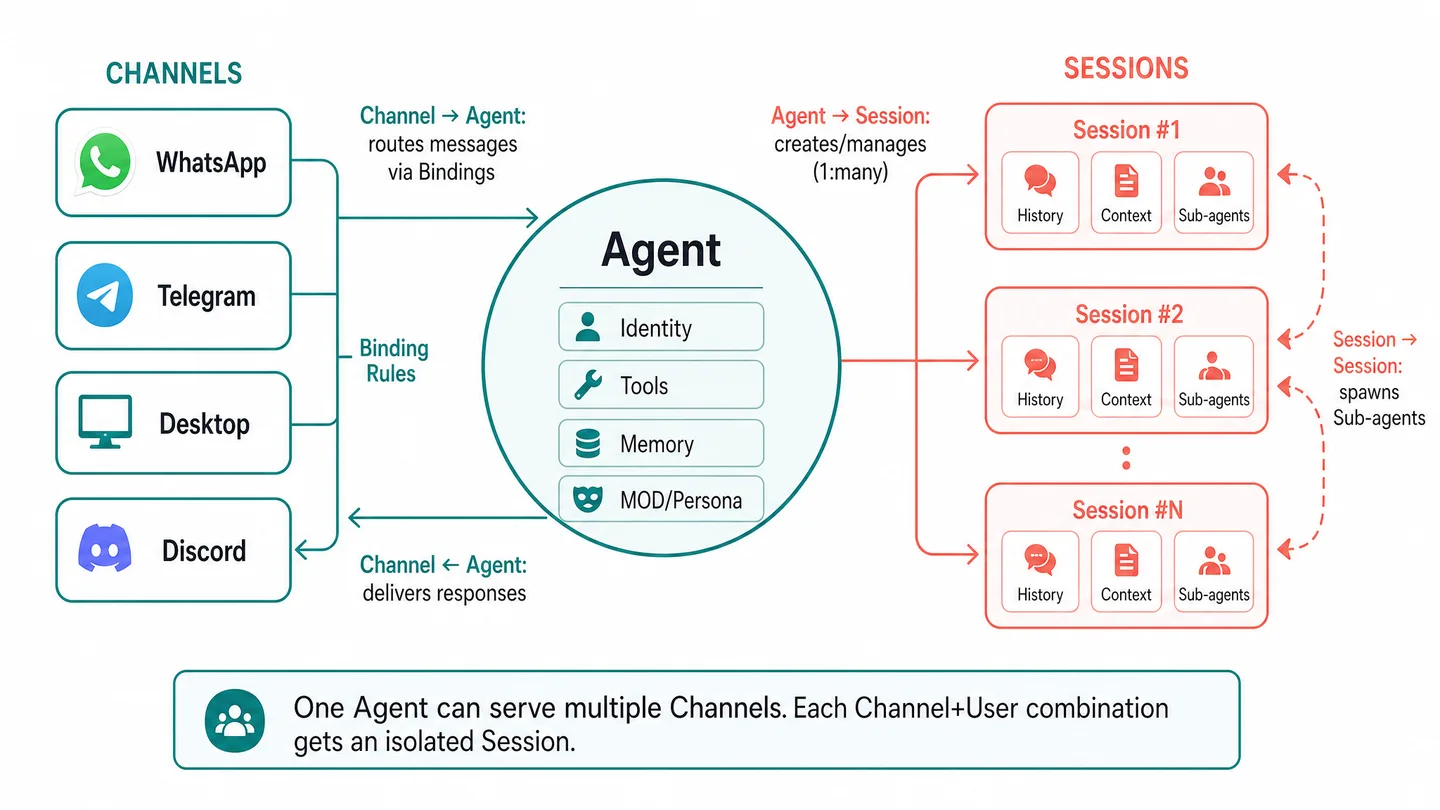 CHANNELS
WhatsApp
Telegram
Desktop
Discord
Channel → Agent:
routes messages
via Bindings
Binding
Rules
Channel ← Agent:
delivers responses
Agent
Identity
Tools
Memory
MOD/Persona
Agent → Session:
creates/manages
(1:many)
SESSIONS
Session #1
History
Context
Sub-agents
Session #2
History
Context
Sub-agents
Session #N
History
Context
Sub-agents
Session →
Session:
spawns
Sub-agents
One Agent can serve multiple Channels. Each Channel+User combination
gets an isolated Session.